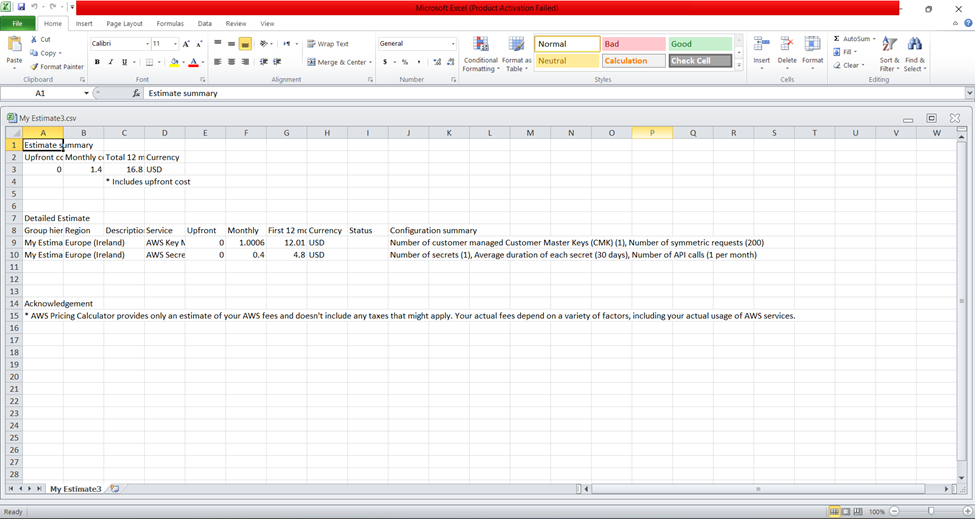 Microsoft Excel (Product Activation Failed)
File Home Insert Page Layout Formulas Data Review View
Paste Cut Copy Format Painter Clipboard
Calibri 11 B I U Font
Wrap Text Merge & Center Alignment
General $ % , Number
Conditional Formatting Format as Table Normal Bad Good Neutral Calculation Check Cell Styles
Insert Delete Format Cells
Σ AutoSum Fill Clear Sort & Filter Find & Select Editing
A1 fx Estimate summary
My Estimate3.csv
A B C D E F G H I J K L M N O P Q R S T U V W
1 Estimate summary
2 Upfront cc Monthly cc Total 12 m Currency
3 0 1.4 16.8 USD
4 * Includes upfront cost
5
6
7 Detailed Estimate
8 Group hier Region Description Service Upfront Monthly First 12 mo Currency Status Configuration summary
9 My Estima Europe (Ireland) AWS Key M 0 1.0006 12.01 USD Number of customer managed Customer Master Keys (CMK) (1), Number of symmetric requests (200)
10 My Estima Europe (Ireland) AWS Secre 0 0.4 4.8 USD Number of secrets (1), Average duration of each secret (30 days), Number of API calls (1 per month)
11
12
13
14 Acknowledgement
15 * AWS Pricing Calculator provides only an estimate of your AWS fees and doesn't include any taxes that might apply. Your actual fees depend on a variety of factors, including your actual usage of AWS services.
16
17
18
19
20
21
22
23
24
25
26
27
28
My Estimate3
Ready 100%